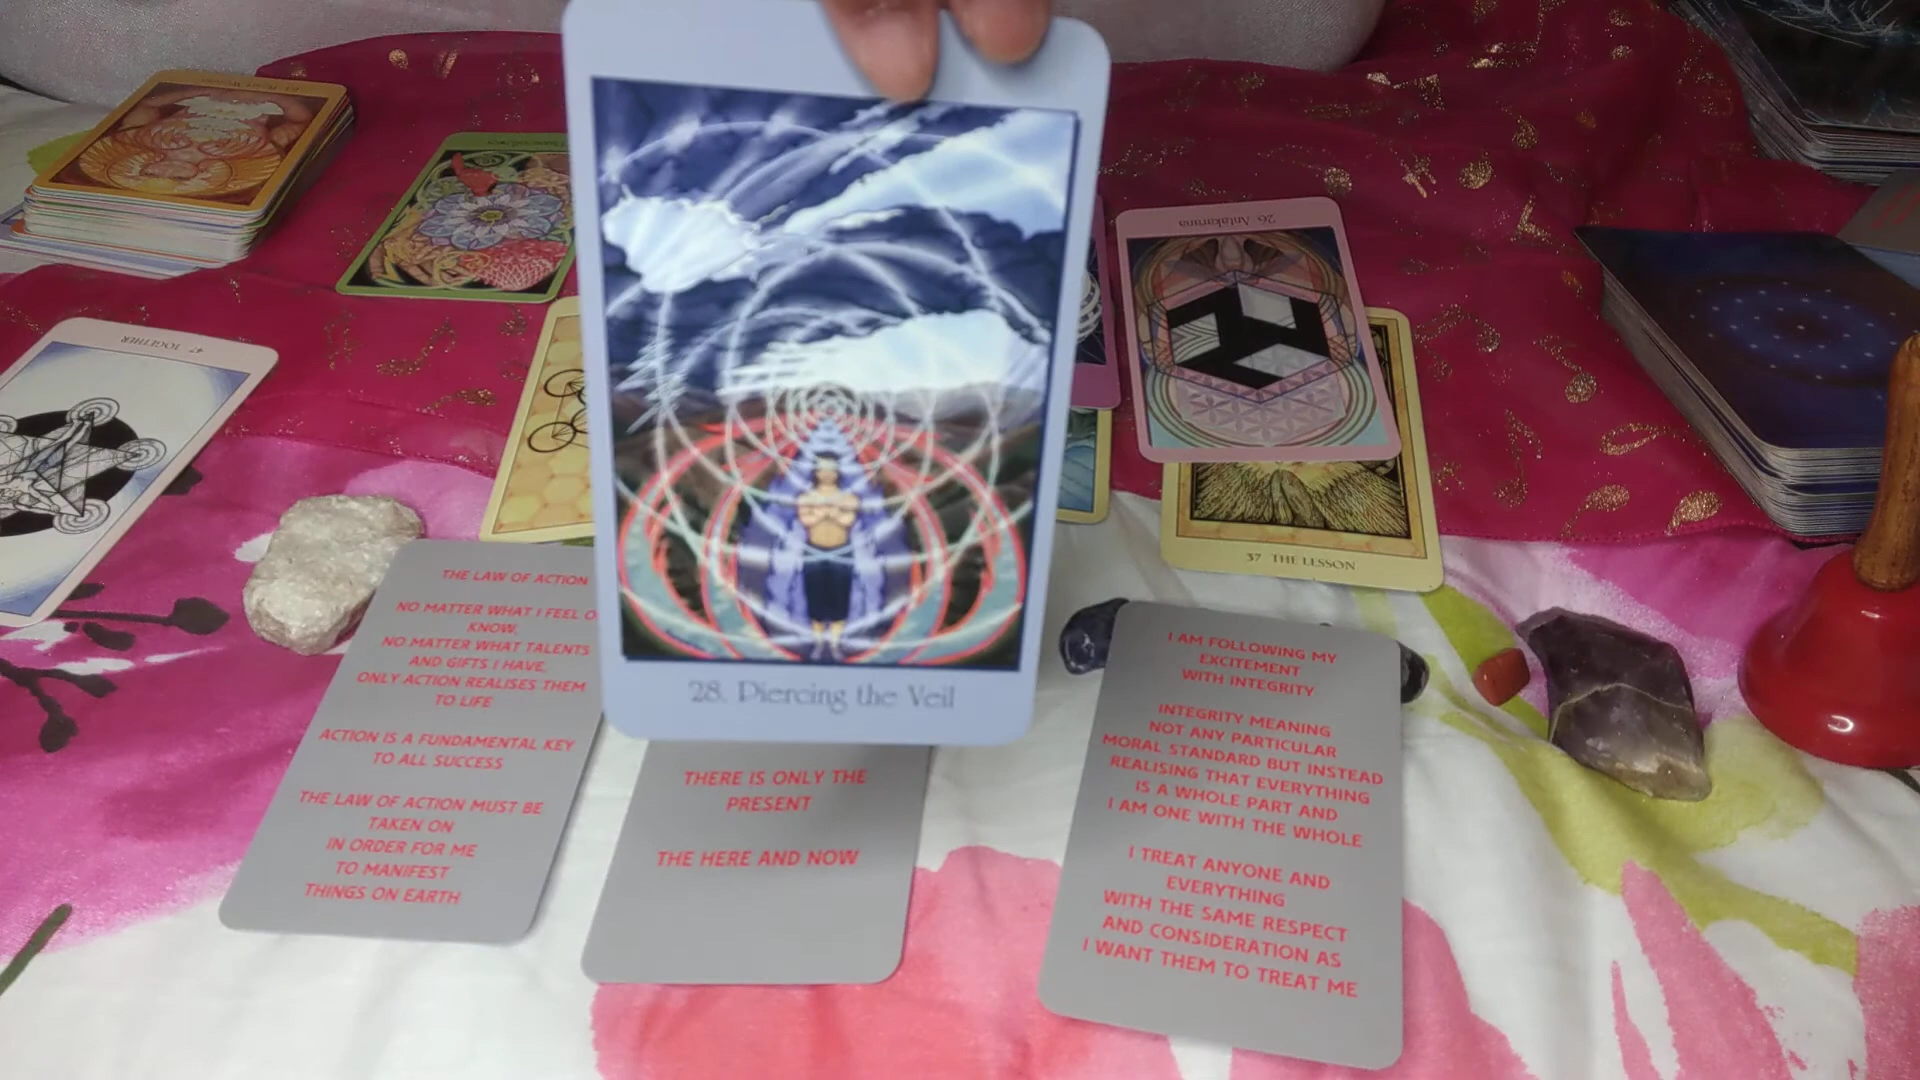 28. Piercing the Veil
26 Antakarana
47 TOGETHER
37 THE LESSON
THE LAW OF ACTION
NO MATTER WHAT I FEEL O
KNOW,
NO MATTER WHAT TALENTS
AND GIFTS I HAVE,
ONLY ACTION REALISES THEM
TO LIFE
ACTION IS A FUNDAMENTAL KEY
TO ALL SUCCESS
THE LAW OF ACTION MUST BE
TAKEN ON
IN ORDER FOR ME
TO MANIFEST
THINGS ON EARTH
THERE IS ONLY THE
PRESENT
THE HERE AND NOW
I AM FOLLOWING MY
EXCITEMENT
WITH INTEGRITY
INTEGRITY MEANING
NOT ANY PARTICULAR
MORAL STANDARD BUT INSTEAD
REALISING THAT EVERYTHING
IS A WHOLE PART AND
I AM ONE WITH THE WHOLE
I TREAT ANYONE AND
EVERYTHING
WITH THE SAME RESPECT
AND CONSIDERATION AS
I WANT THEM TO TREAT ME